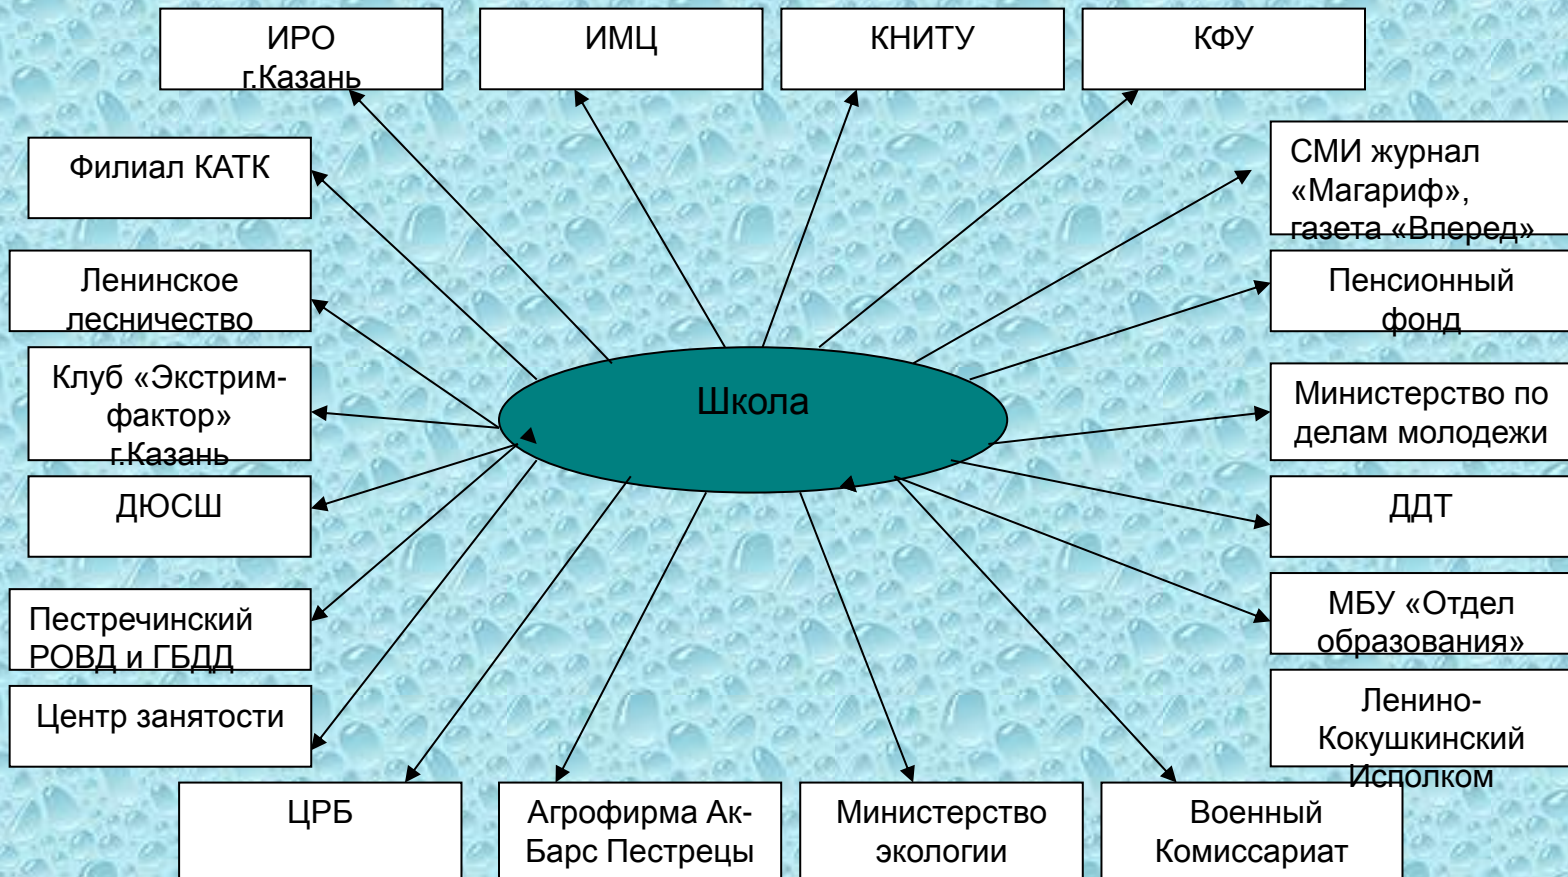 ИРО
г.Казань
ИМЦ
КНИТУ
КФУ
Филиал КАТК
СМИ журнал
«Магариф»,
газета «Вперед»
Ленинское
лесничество
Пенсионный
фонд
Клуб «Экстрим-
фактор»
г.Казань
Школа
Министерство по
делам молодежи
ДЮСШ
ДДТ
Пестречинский
РОВД и ГБДД
МБУ «Отдел
образования»
Центр занятости
Ленино-
Кокушкинский
Исполком
ЦРБ
Агрофирма Ак-
Барс Пестрецы
Министерство
экологии
Военный
Комиссариат